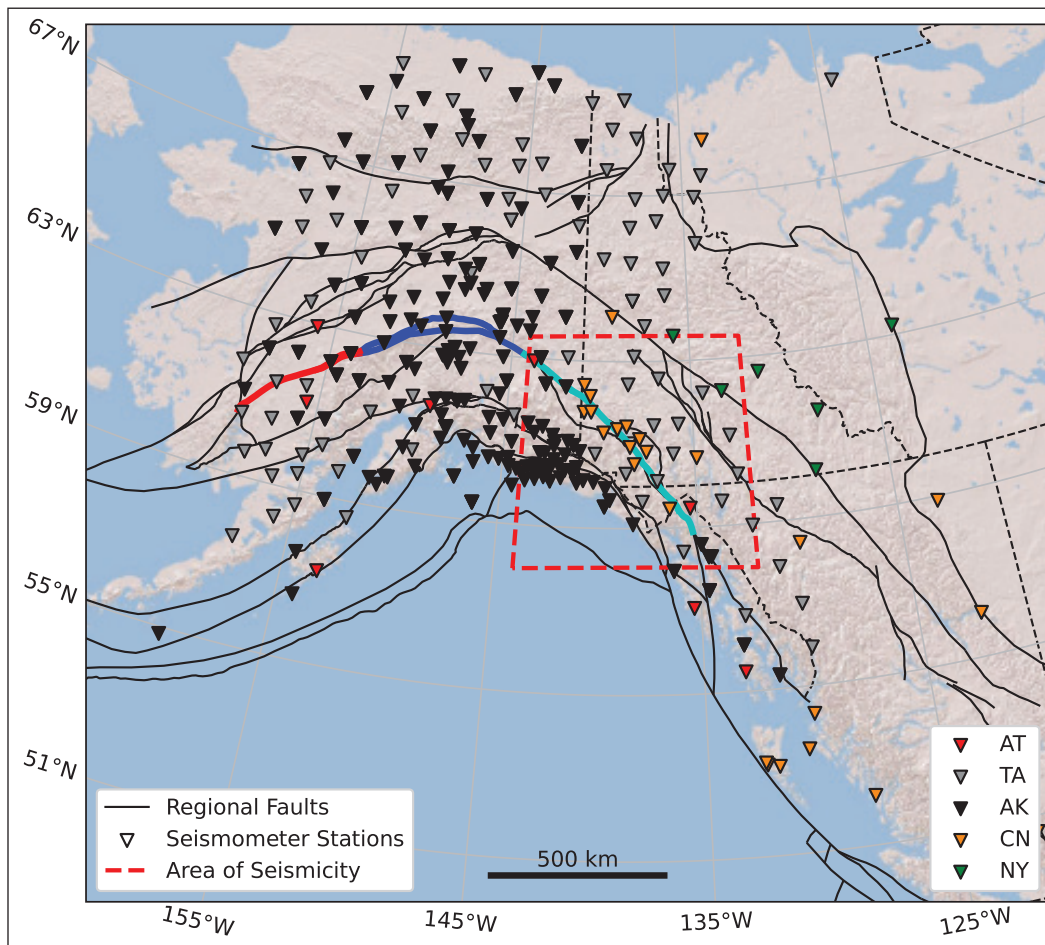 67°N
63°N
59°N
55°N
51°N
Regional Faults
Seismometer Stations
Area of Seismicity
500 km
AT
TA
AK
CN
NY
155°W
145°W
135°W
125°W